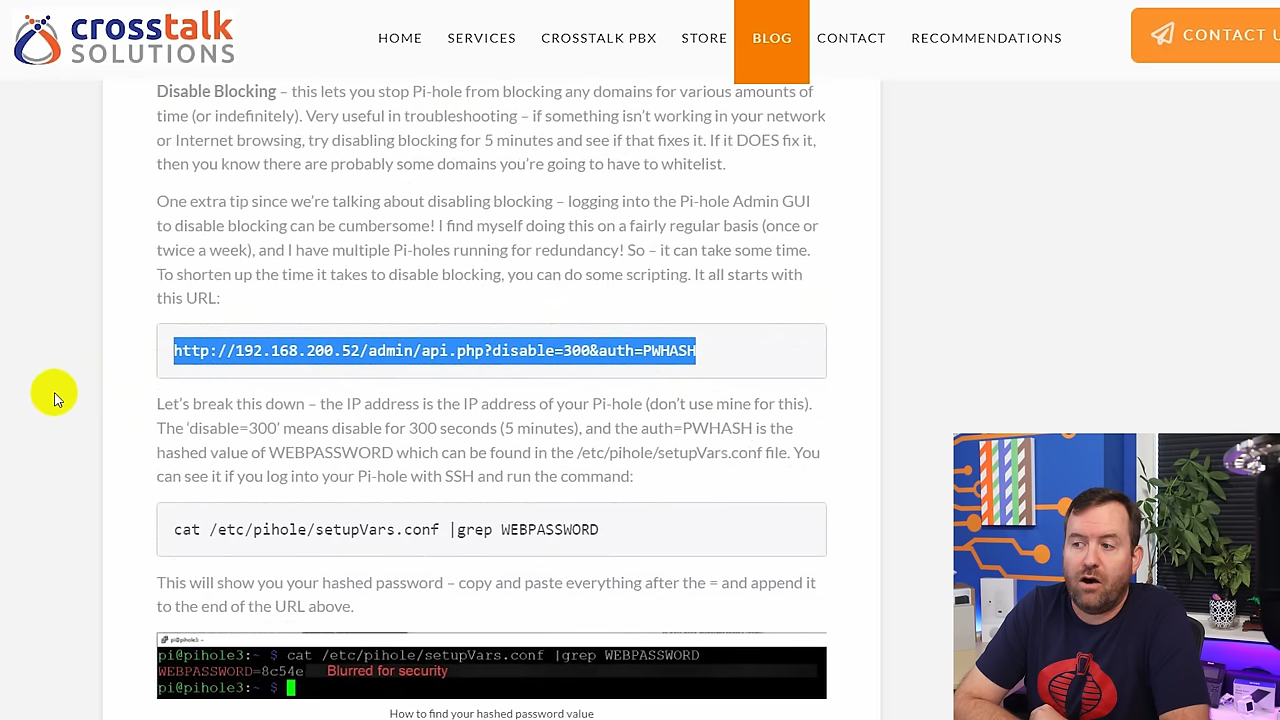 crosstalk
SOLUTIONS
HOME SERVICES CROSSTALK PBX STORE BLOG CONTACT RECOMMENDATIONS
CONTACT U
Disable Blocking – this lets you stop Pi-hole from blocking any domains for various amounts of
time (or indefinitely). Very useful in troubleshooting – if something isn't working in your network
or Internet browsing, try disabling blocking for 5 minutes and see if that fixes it. If it DOES fix it,
then you know there are probably some domains you're going to have to whitelist.
One extra tip since we're talking about disabling blocking – logging into the Pi-hole Admin GUI
to disable blocking can be cumbersome! I find myself doing this on a fairly regular basis (once or
twice a week), and I have multiple Pi-holes running for redundancy! So – it can take some time.
To shorten up the time it takes to disable blocking, you can do some scripting. It all starts with
this URL:
http://192.168.200.52/admin/api.php?disable=300&auth=PWHASH
Let's break this down – the IP address is the IP address of your Pi-hole (don't use mine for this).
The 'disable=300' means disable for 300 seconds (5 minutes), and the auth=PWHASH is the
hashed value of WEBPASSWORD which can be found in the /etc/pihole/setupVars.conf file. You
can see it if you log into your Pi-hole with SSH and run the command:
cat /etc/pihole/setupVars.conf |grep WEBPASSWORD
This will show you your hashed password – copy and paste everything after the = and append it
to the end of the URL above.
pi@pihole3: ~
pi@pihole3:~ $ cat /etc/pihole/setupVars.conf |grep WEBPASSWORD
WEBPASSWORD=8c54e Blurred for security
pi@pihole3:~ $
How to find your hashed password value